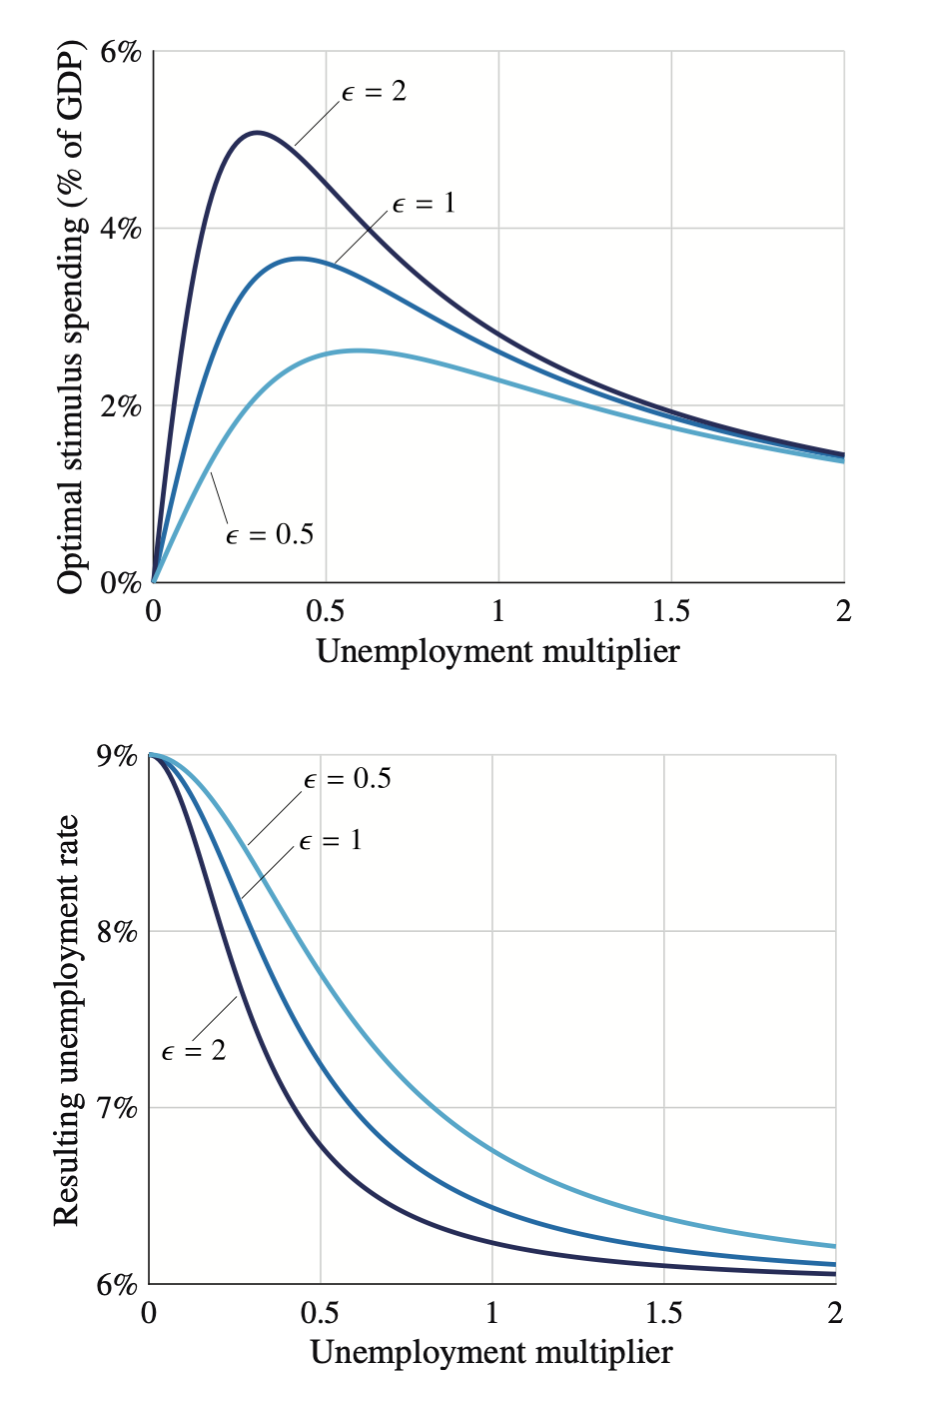 Optimal stimulus spending (% of GDP)
6%
4%
2%
0%
ϵ = 2
ϵ = 1
ϵ = 0.5
0 0.5 1 1.5 2
Unemployment multiplier
Resulting unemployment rate
9%
8%
7%
6%
ϵ = 0.5
ϵ = 1
ϵ = 2
0 0.5 1 1.5 2
Unemployment multiplier